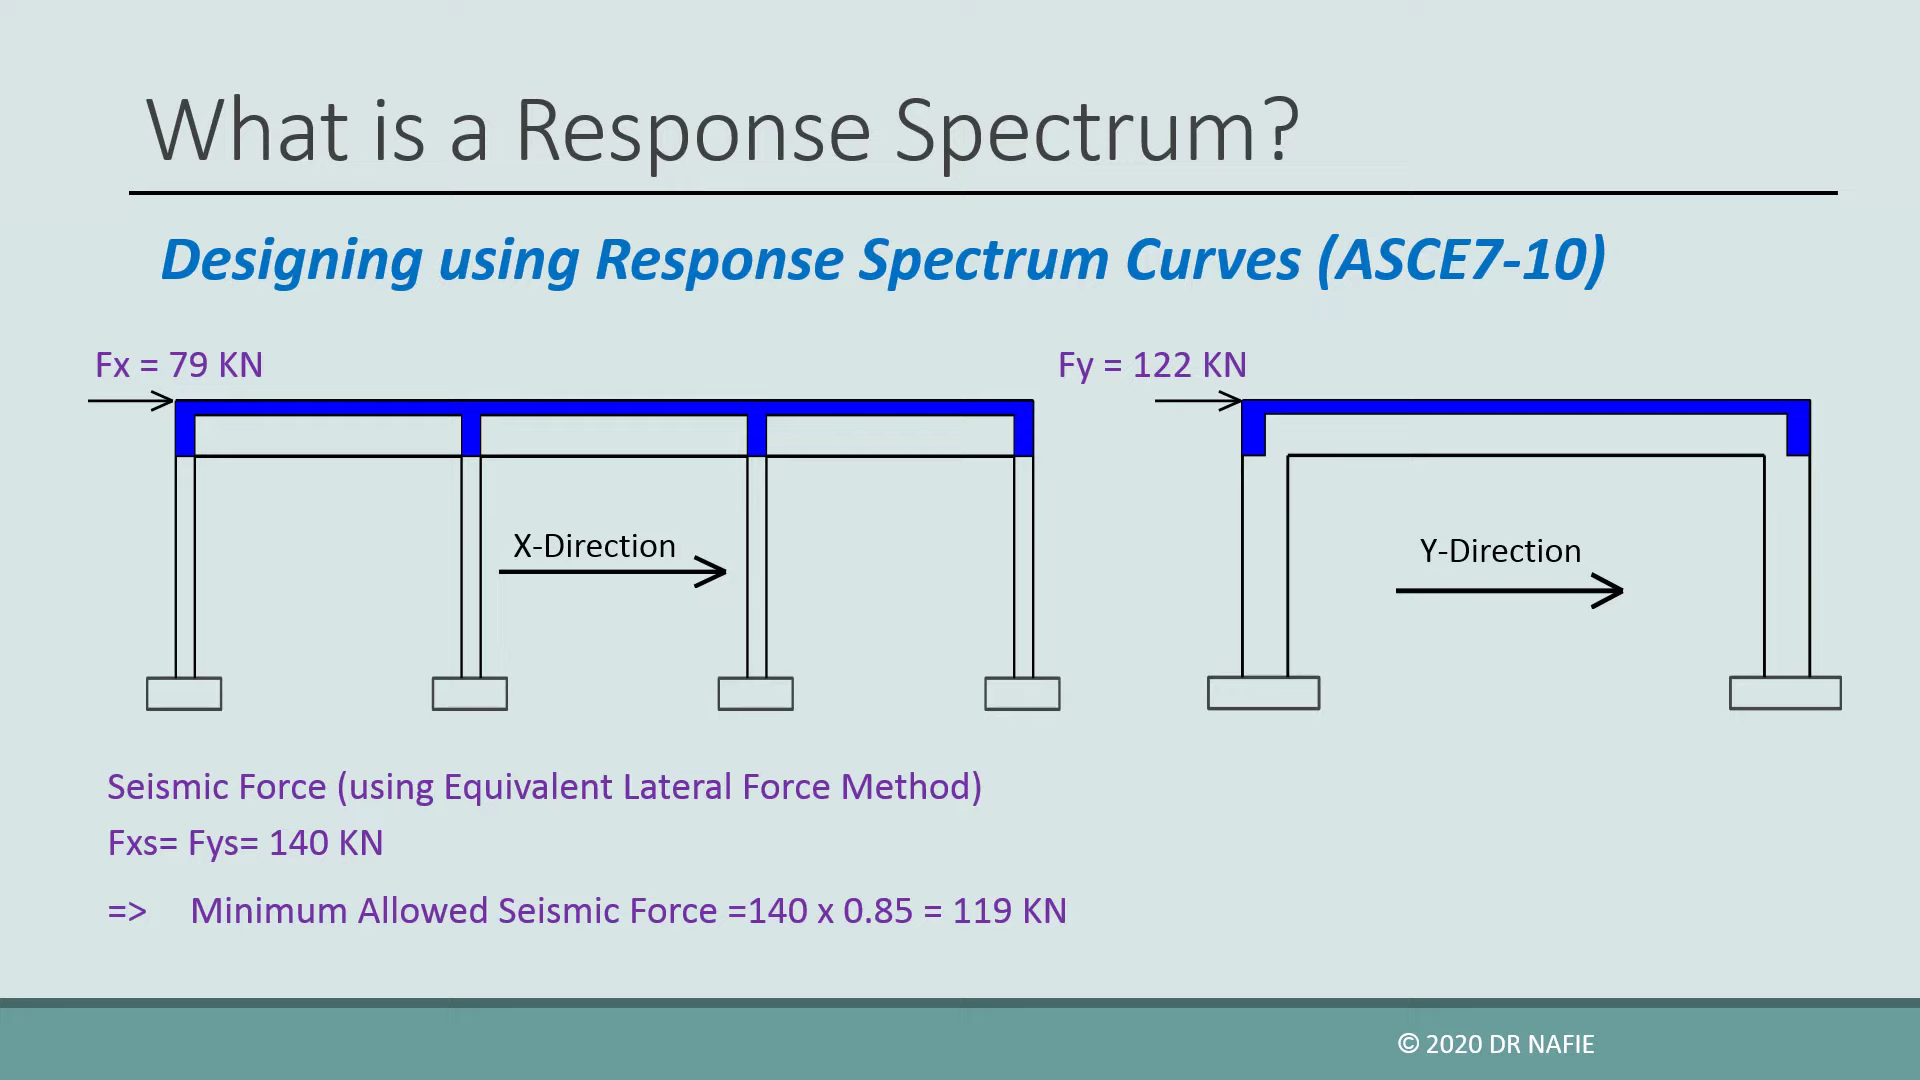 What is a Response Spectrum?
Designing using Response Spectrum Curves (ASCE7-10)
Fx = 79 KN
Fy = 122 KN
X-Direction
Y-Direction
Seismic Force (using Equivalent Lateral Force Method)
Fxs= Fys= 140 KN
=> Minimum Allowed Seismic Force =140 x 0.85 = 119 KN
© 2020 DR NAFIE